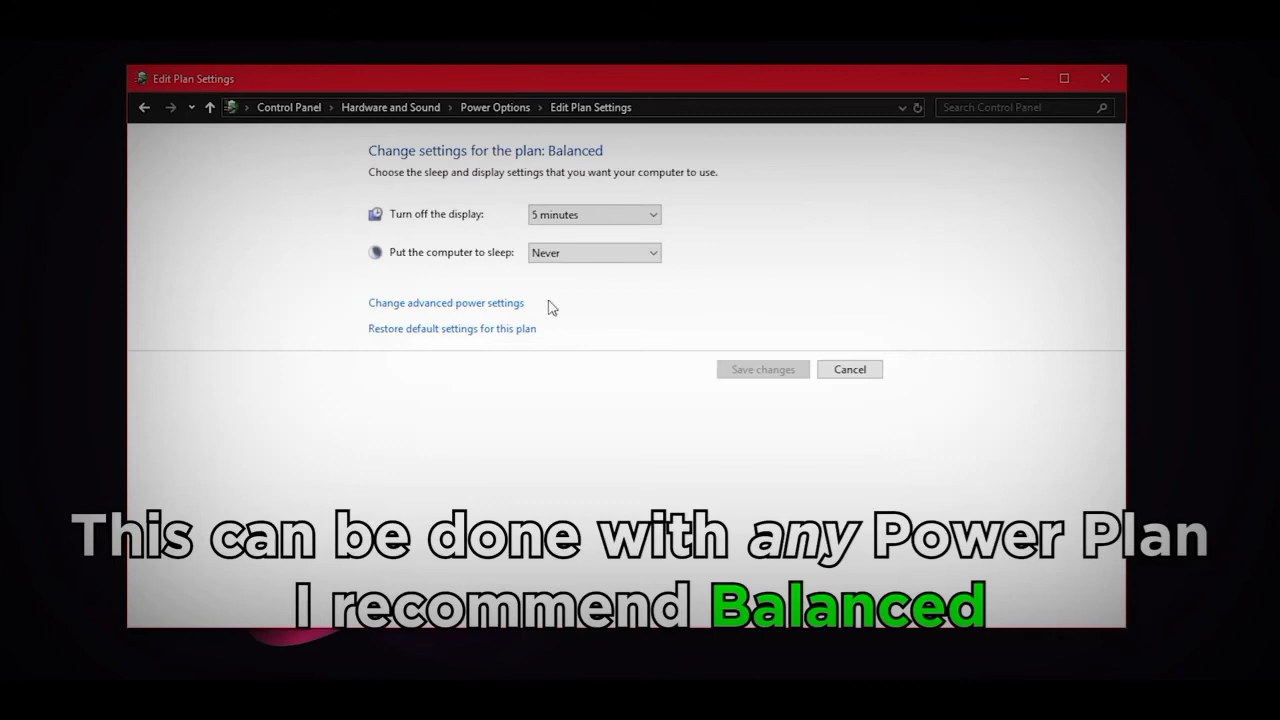 Edit Plan Settings
Control Panel > Hardware and Sound > Power Options > Edit Plan Settings
Search Control Panel
Change settings for the plan: Balanced
Choose the sleep and display settings that you want your computer to use.
Turn off the display: 5 minutes
Put the computer to sleep: Never
Change advanced power settings
Restore default settings for this plan
Save changes Cancel
This can be done with any Power Plan
I recommend Balanced